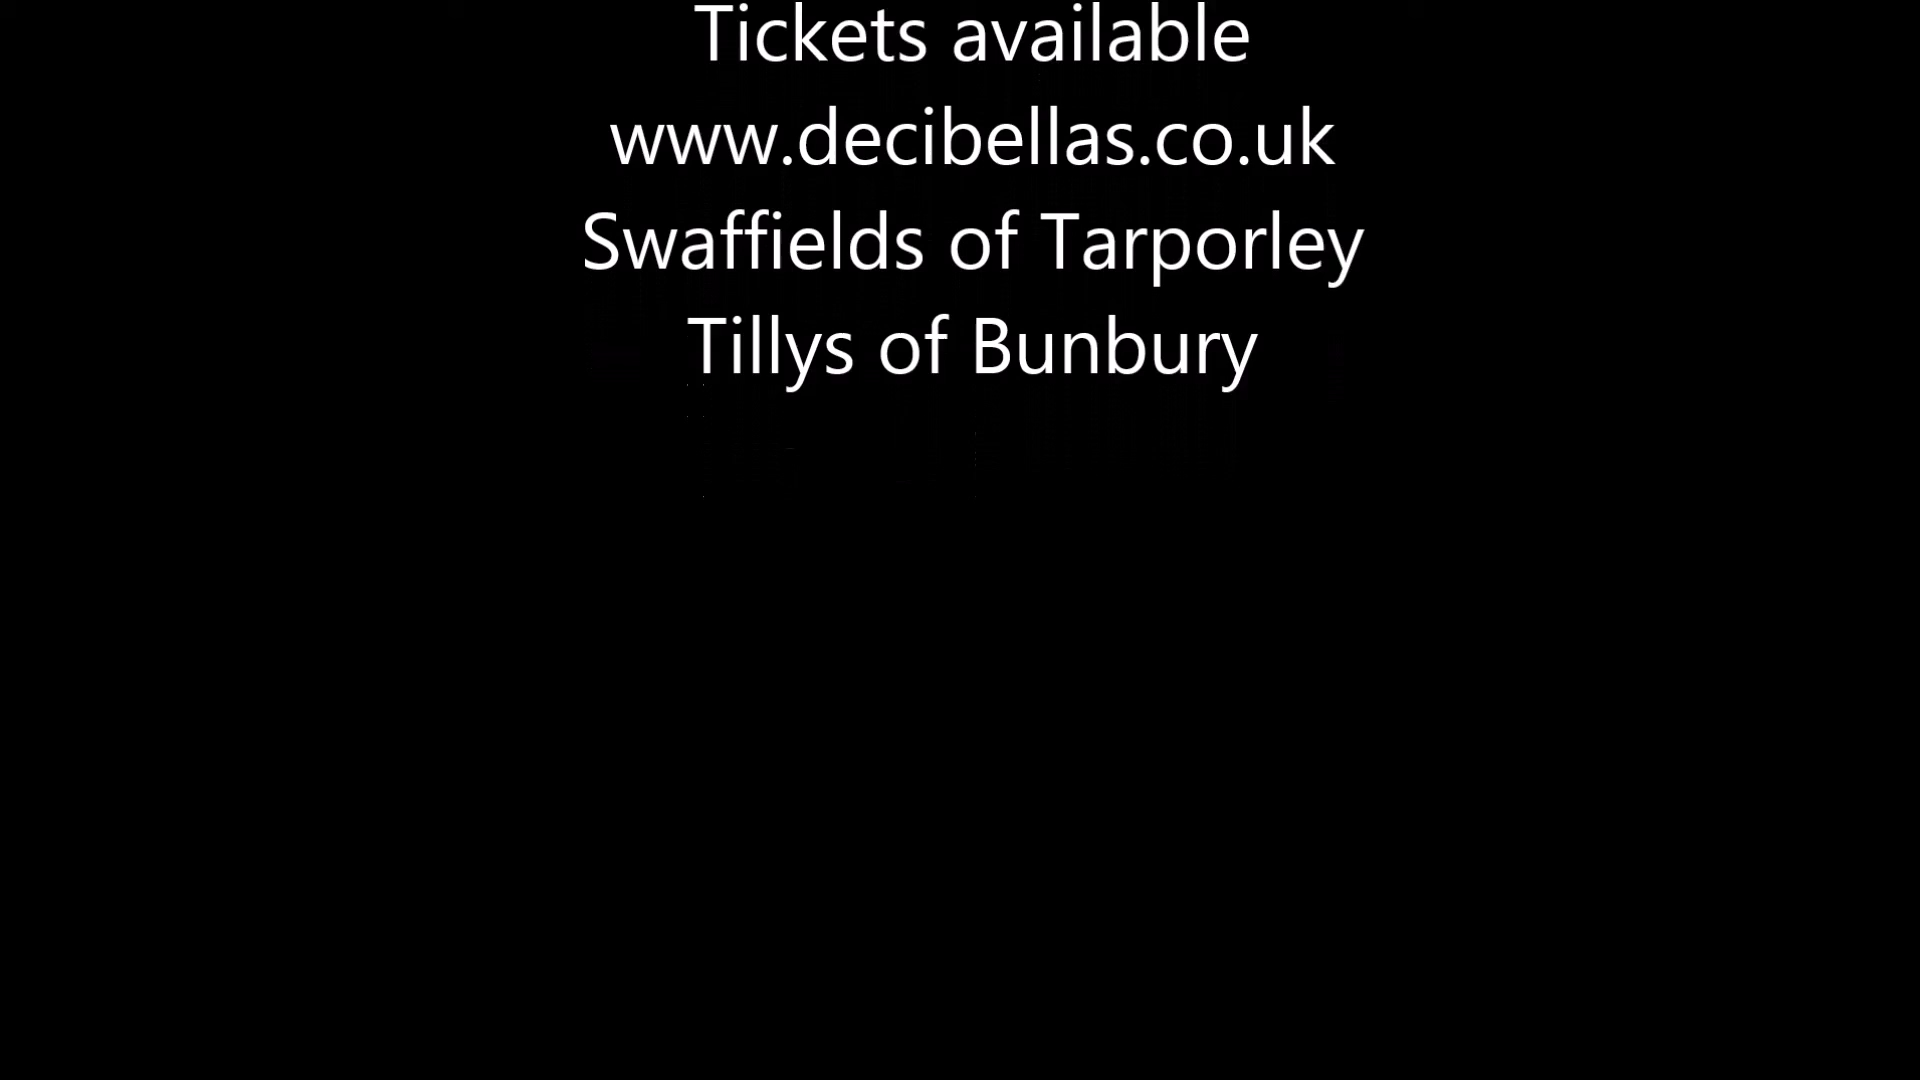 Tickets available
www.decibellas.co.uk
Swaffields of Tarporley
Tillys of Bunbury